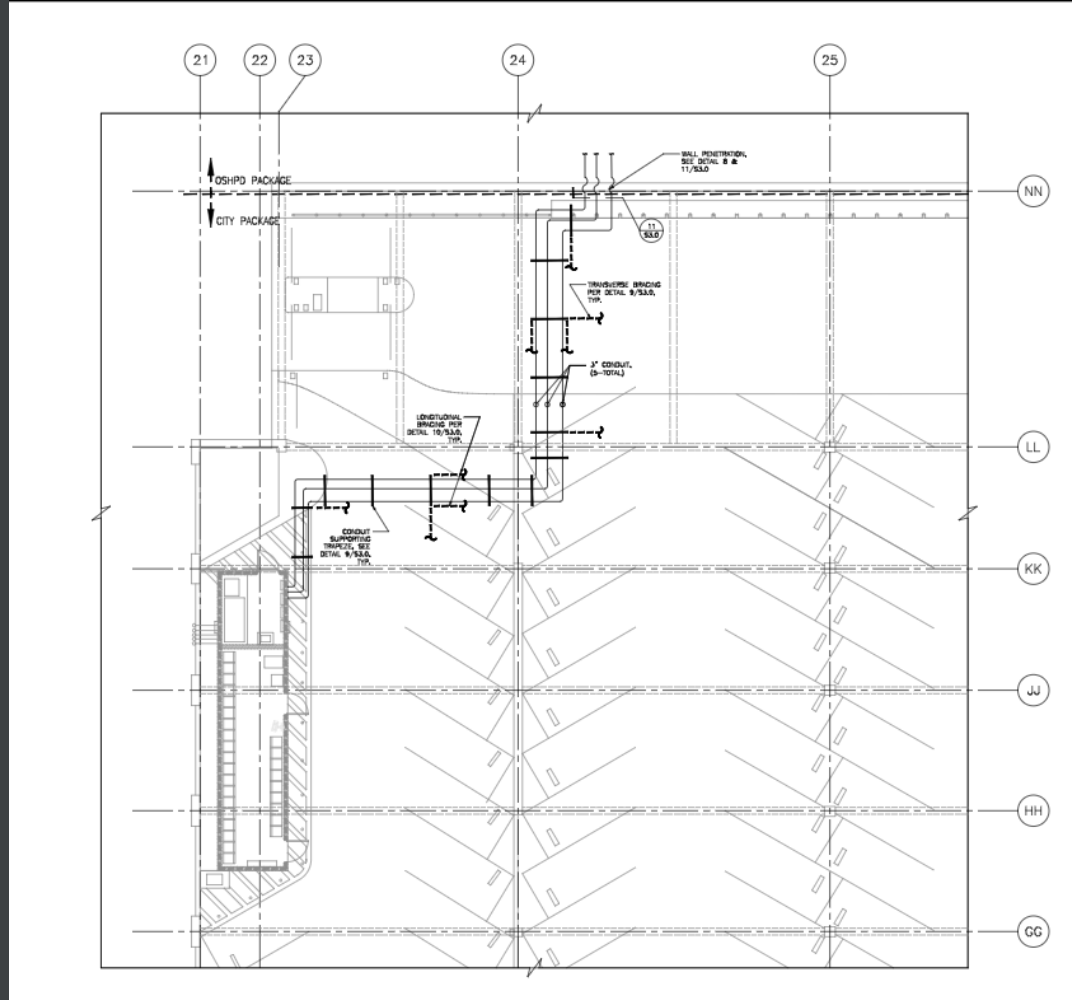 21
22
23
24
25
OSHPD PACKAGE
CITY PACKAGE
WALL PENETRATION,
SEE DETAIL 8 &
11/S3.0
NN
11
S3.0
TRANSVERSE BRACING
PER DETAIL 9/S3.0,
TYP.
3" CONDUIT,
(5-TOTAL)
LONGITUDINAL
BRACING PER
DETAIL 10/S3.0,
TYP.
LL
CONDUIT
SUPPORTING
TRAPEZE, SEE
DETAIL 9/S3.0,
TYP.
KK
JJ
HH
GG